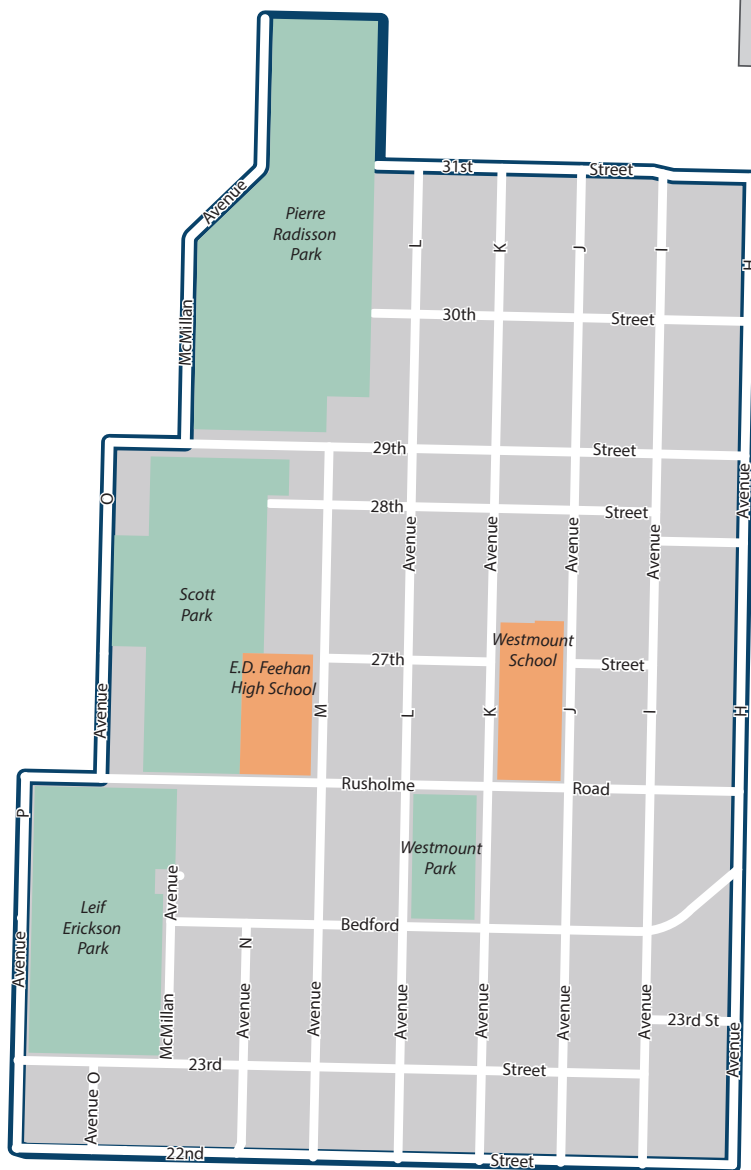 31st Street
Avenue
Pierre
Radisson
Park
L
K
J
I
H
McMillan
30th Street
29th Street
O
28th Street
Avenue
Avenue
Avenue
Avenue
Avenue
Scott
Park
Westmount
School
27th Street
E.D. Feehan
High School
Avenue
M
L
K
J
I
H
Rusholme Road
P
Westmount
Park
Avenue
Leif
Erickson
Park
Bedford
N
Avenue
McMillan
Avenue
Avenue
Avenue
Avenue
Avenue
Avenue
23rd St
Avenue
23rd Street
Avenue O
22nd Street